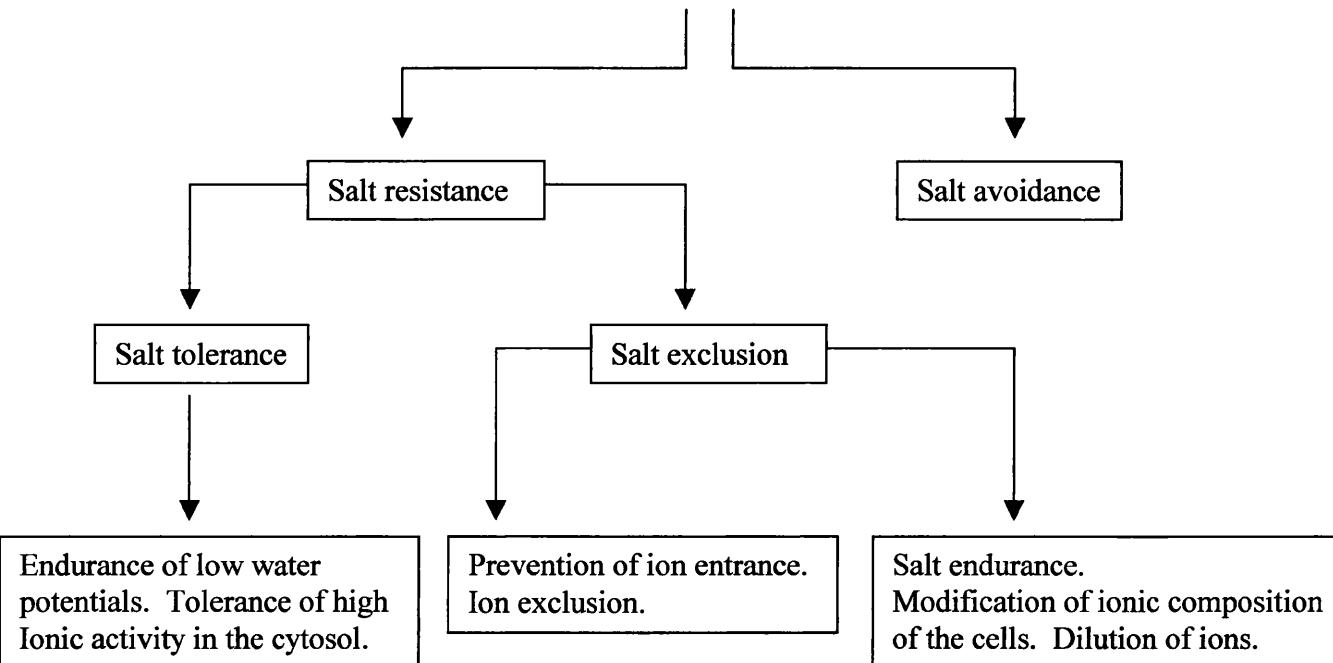 Salt resistance
Salt avoidance
Salt tolerance
Salt exclusion
Endurance of low water
potentials. Tolerance of high
Ionic activity in the cytosol.
Prevention of ion entrance.
Ion exclusion.
Salt endurance.
Modification of ionic composition
of the cells. Dilution of ions.